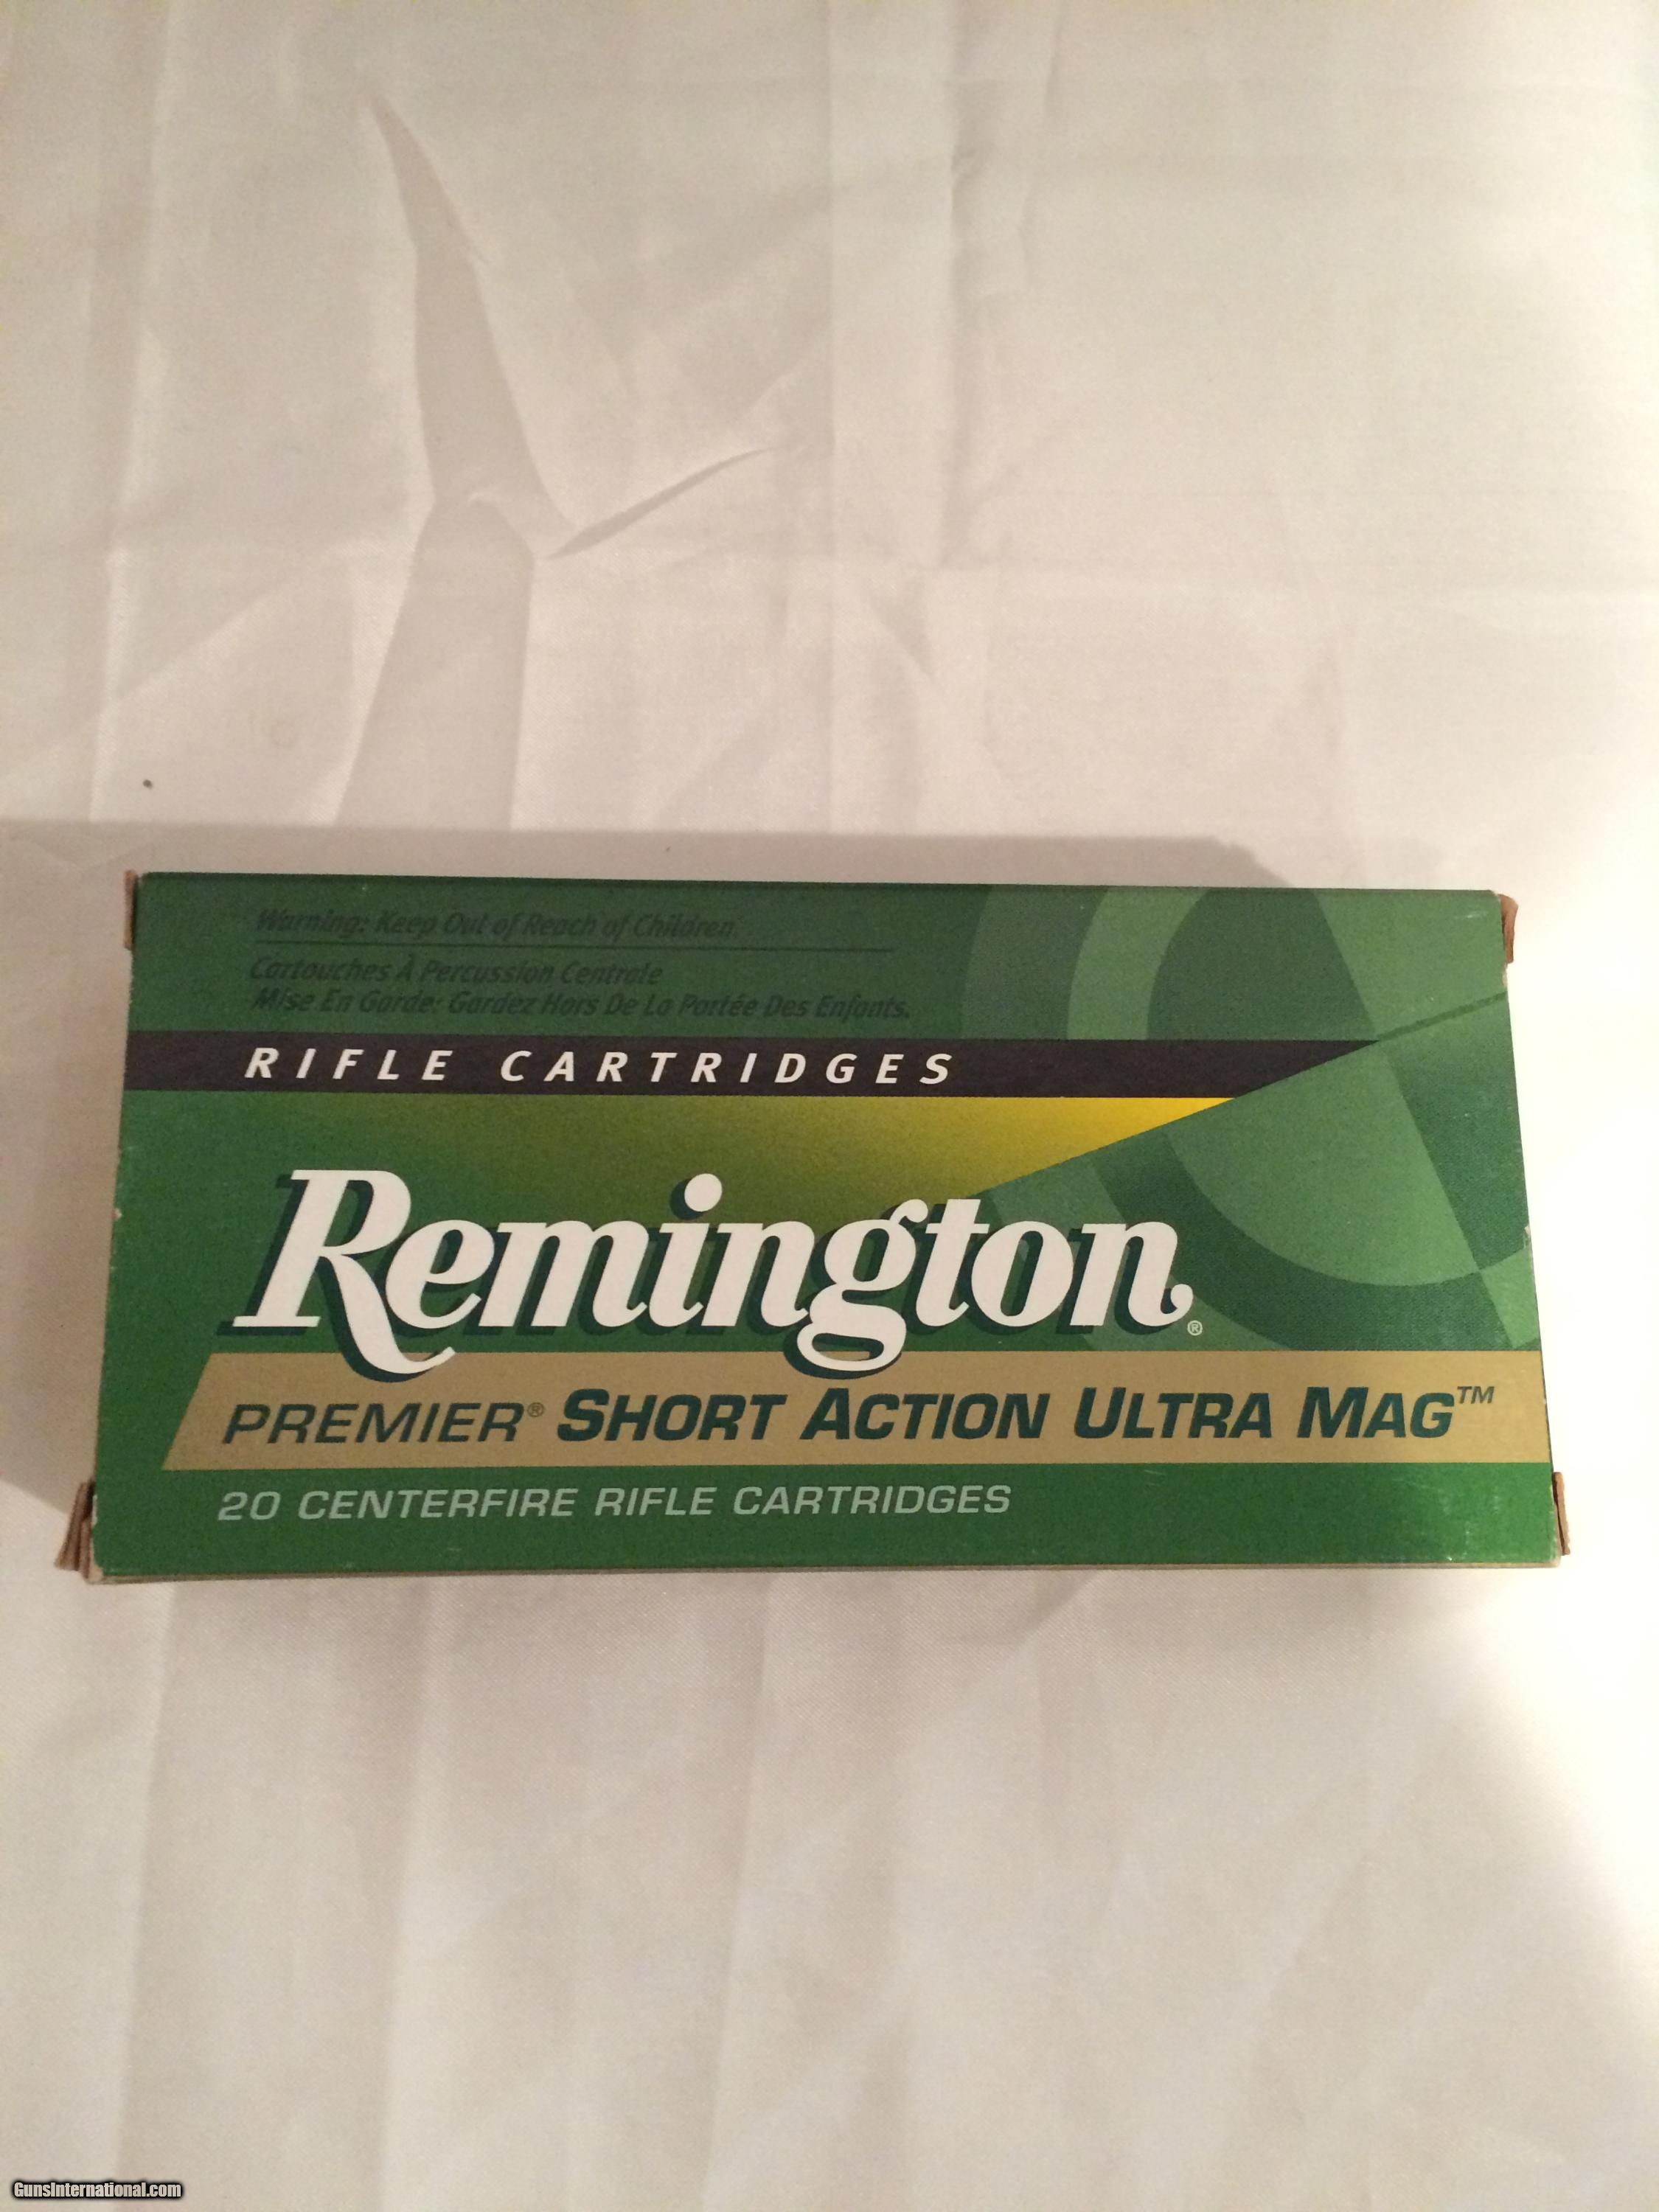 Warning: Keep Out of Reach of Children.
Cartouches À Percussion Centrale
Mise En Garde: Gardez Hors De La Portée Des Enfants.
RIFLE CARTRIDGES
Remington®
PREMIER® SHORT ACTION ULTRA MAG™
20 CENTERFIRE RIFLE CARTRIDGES
GunsInternational.com